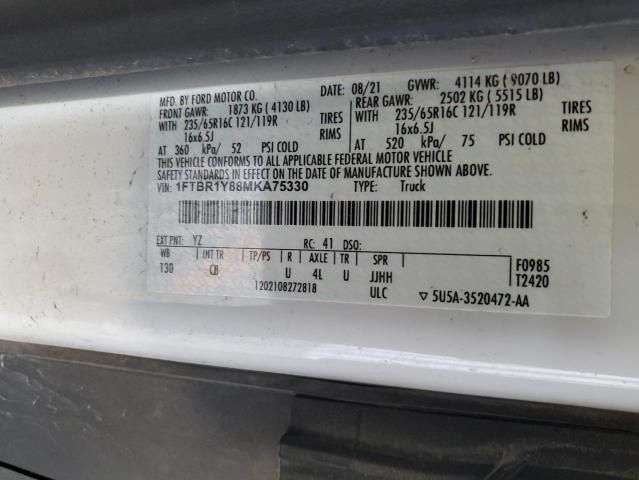 MFD. BY FORD MOTOR CO.
DATE: 08/21 GVWR: 4114 KG ( 9070 LB)
FRONT GAWR: 1873 KG ( 4130 LB) REAR GAWR: 2502 KG ( 5515 LB)
WITH 235/65R16C 121/119R TIRES WITH 235/65R16C 121/119R TIRES
16x6.5J RIMS 16x6.5J RIMS
AT 360 kPa/ 52 PSI COLD AT 520 kPa/ 75 PSI COLD
THIS VEHICLE CONFORMS TO ALL APPLICABLE FEDERAL MOTOR VEHICLE
SAFETY STANDARDS IN EFFECT ON THE DATE OF MANUFACTURE SHOWN ABOVE.
VIN: 1FTBR1Y88MKA75330 TYPE: Truck
EXT PNT: YZ RC: 41 DSO:
WB INT TR TP/PS R AXLE TR SPR F0985
130 CB U 4L U JJHH T2420
1202108272818 ULC ▽ 5U5A-3520472-AA